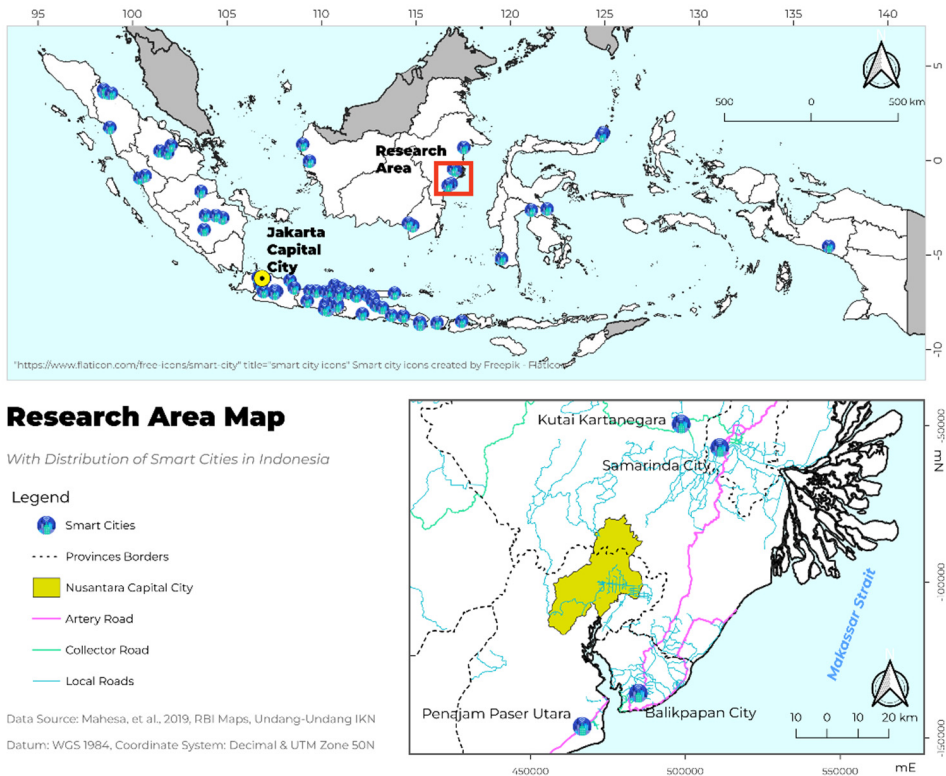 95 100 105 110 115 120 125 130 135 140
5
500 0 500 km
Research
Area
0
Jakarta
Capital
City
-5
-10
"https://www.flaticon.com/free-icons/smart-city" title="smart city icons" Smart city icons created by Freepik - Flaticon
Research Area Map
With Distribution of Smart Cities in Indonesia
Legend
Smart Cities
Provinces Borders
Nusantara Capital City
Artery Road
Collector Road
Local Roads
Data Source: Mahesa, et al., 2019, RBI Maps, Undang-Undang IKN
Datum: WGS 1984, Coordinate System: Decimal & UTM Zone 50N
Kutai Kartanegara
Samarinda City
-50000
mN
-100000
Makassar Strait
N
Penajam Paser Utara
Balikpapan City
10 0 10 20 km
-150000
450000 500000 550000
mE